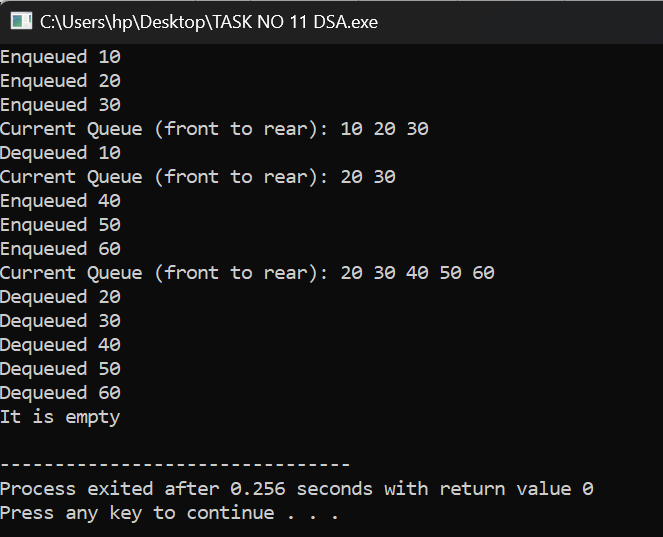 C:\Users\hp\Desktop\TASK NO 11 DSA.exe
Enqueued 10
Enqueued 20
Enqueued 30
Current Queue (front to rear): 10 20 30
Dequeued 10
Current Queue (front to rear): 20 30
Enqueued 40
Enqueued 50
Enqueued 60
Current Queue (front to rear): 20 30 40 50 60
Dequeued 20
Dequeued 30
Dequeued 40
Dequeued 50
Dequeued 60
It is empty
--------------------------------
Process exited after 0.256 seconds with return value 0
Press any key to continue . . .